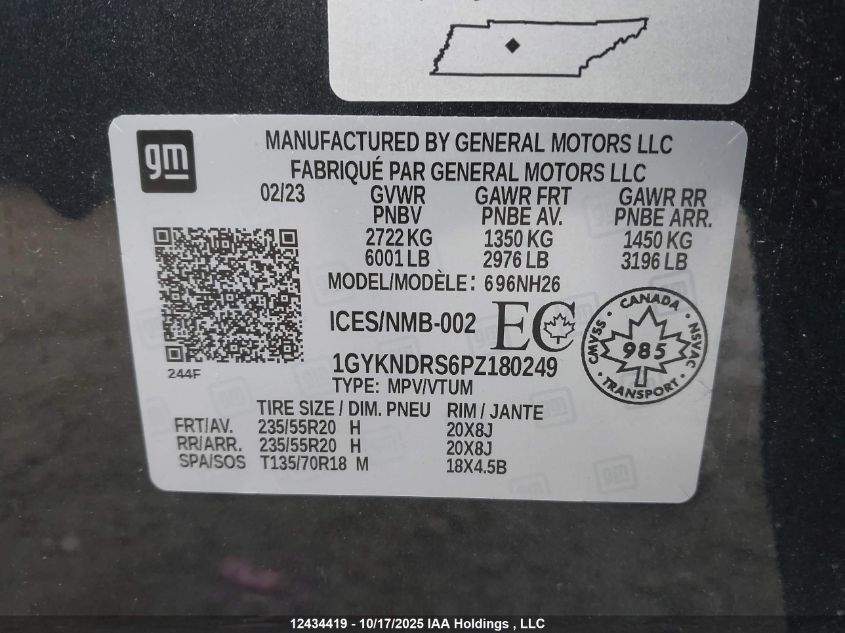 gm
MANUFACTURED BY GENERAL MOTORS LLC
FABRIQUÉ PAR GENERAL MOTORS LLC
02/23 GVWR GAWR FRT GAWR RR
PNBV PNBE AV. PNBE ARR.
2722 KG 1350 KG 1450 KG
6001 LB 2976 LB 3196 LB
MODEL/MODÈLE: 696NH26
ICES/NMB-002 EC
CANADA
CMVSS 985 NSVAC
TRANSPORT
1GYKNDRS6PZ180249
244F
TYPE: MPV/VTUM
TIRE SIZE / DIM. PNEU RIM / JANTE
FRT/AV. 235/55R20 H 20X8J
RR/ARR. 235/55R20 H 20X8J
SPA/SOS T135/70R18 M 18X4.5B
12434419 - 10/17/2025 IAA Holdings , LLC